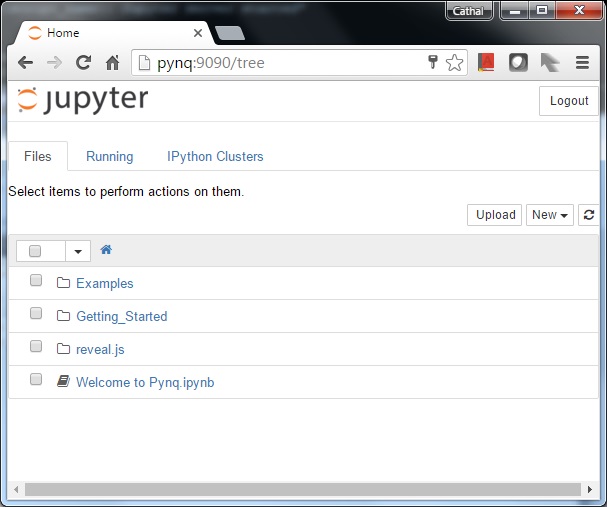 Cathal
Home
pynq:9090/tree
jupyter
Logout
Files Running IPython Clusters
Select items to perform actions on them.
Upload New
Examples
Getting_Started
reveal.js
Welcome to Pynq.ipynb